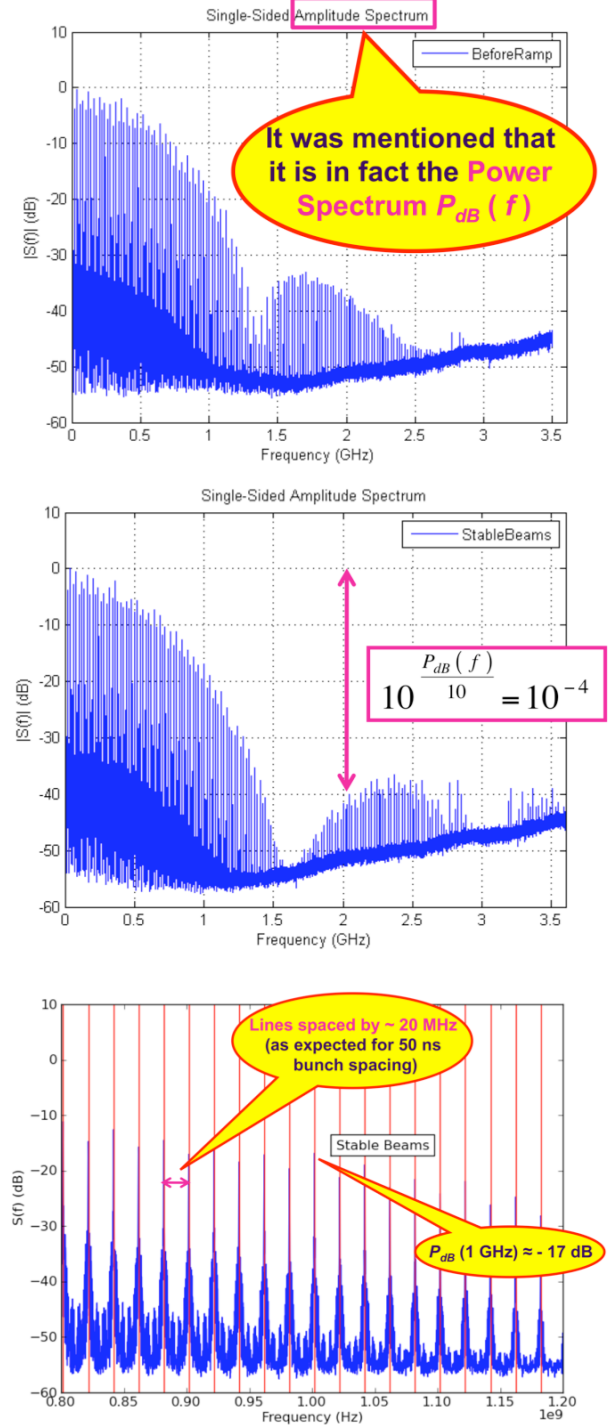 Single-Sided Amplitude Spectrum
10
0
-10
-20
-30
-40
-50
-60
|S(f)| (dB)
BeforeRamp
It was mentioned that
it is in fact the Power
Spectrum P_dB ( f )
0 0.5 1 1.5 2 2.5 3 3.5
Frequency (GHz)
Single-Sided Amplitude Spectrum
10
0
-10
-20
-30
-40
-50
-60
|S(f)| (dB)
StableBeams
10^(P_dB ( f ) / 10) = 10^-4
0 0.5 1 1.5 2 2.5 3 3.5
Frequency (GHz)
10
0
−10
−20
−30
−40
−50
−60
S(f) (dB)
Lines spaced by ~ 20 MHz
(as expected for 50 ns
bunch spacing)
Stable Beams
P_dB (1 GHz) ≈ - 17 dB
0.80 0.85 0.90 0.95 1.00 1.05 1.10 1.15 1.20
1e9
Frequency (Hz)